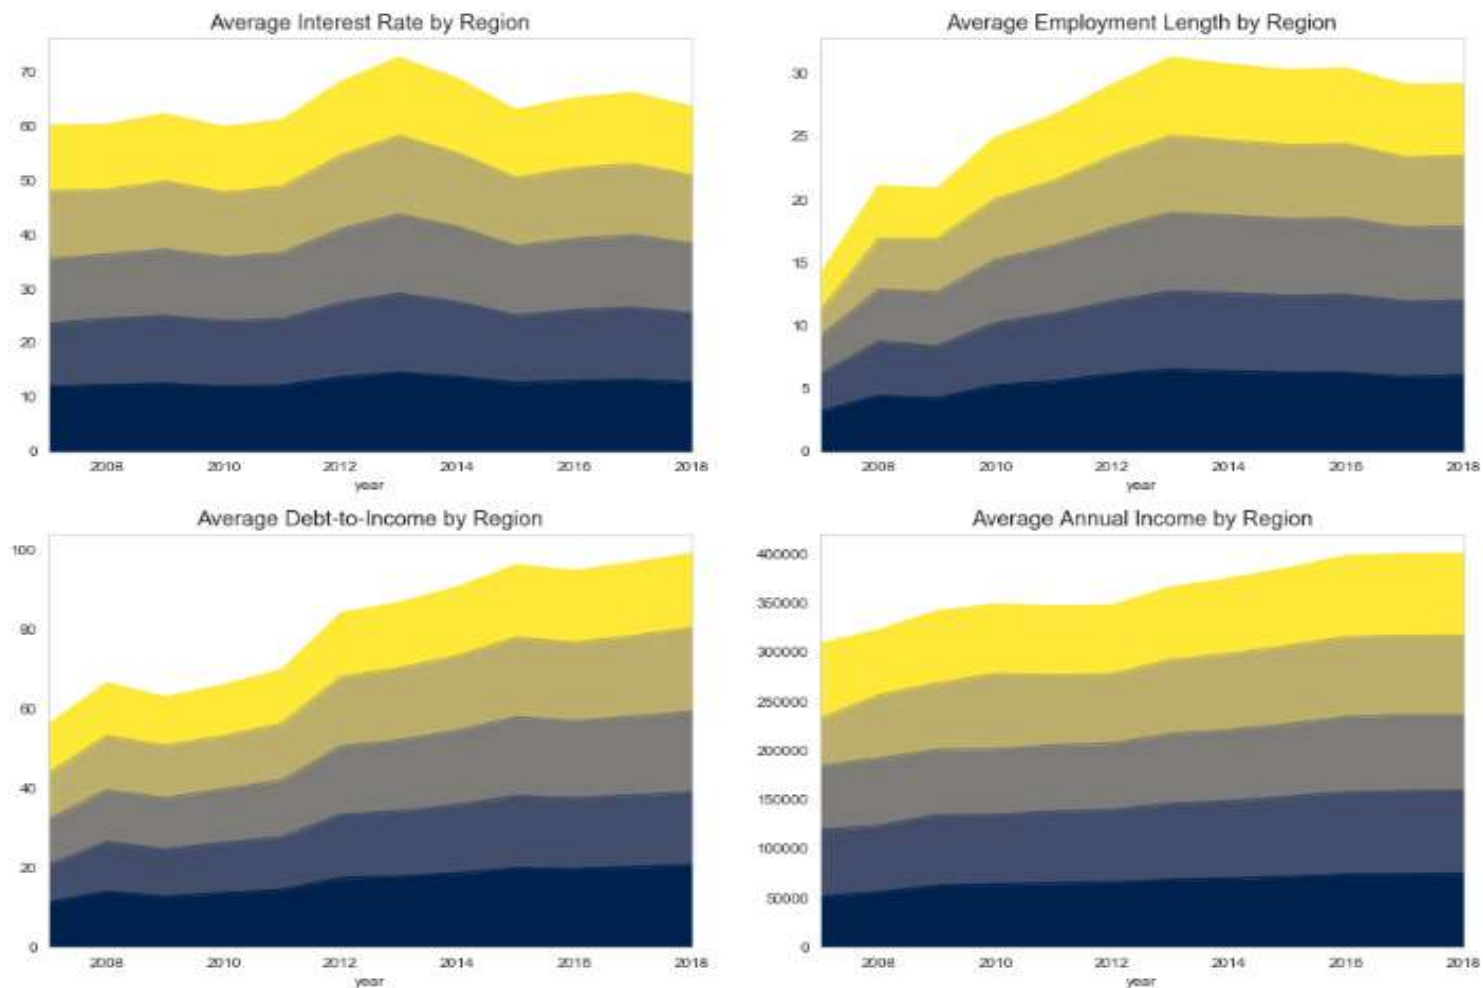 Average Interest Rate by Region
70
60
50
40
30
20
10
0
2008 2010 2012 2014 2016 2018
year
Average Employment Length by Region
30
25
20
15
10
5
0
2008 2010 2012 2014 2016 2018
year
Average Debt-to-Income by Region
100
80
60
40
20
0
2008 2010 2012 2014 2016 2018
year
Average Annual Income by Region
400000
350000
300000
250000
200000
150000
100000
50000
0
2008 2010 2012 2014 2016 2018
year